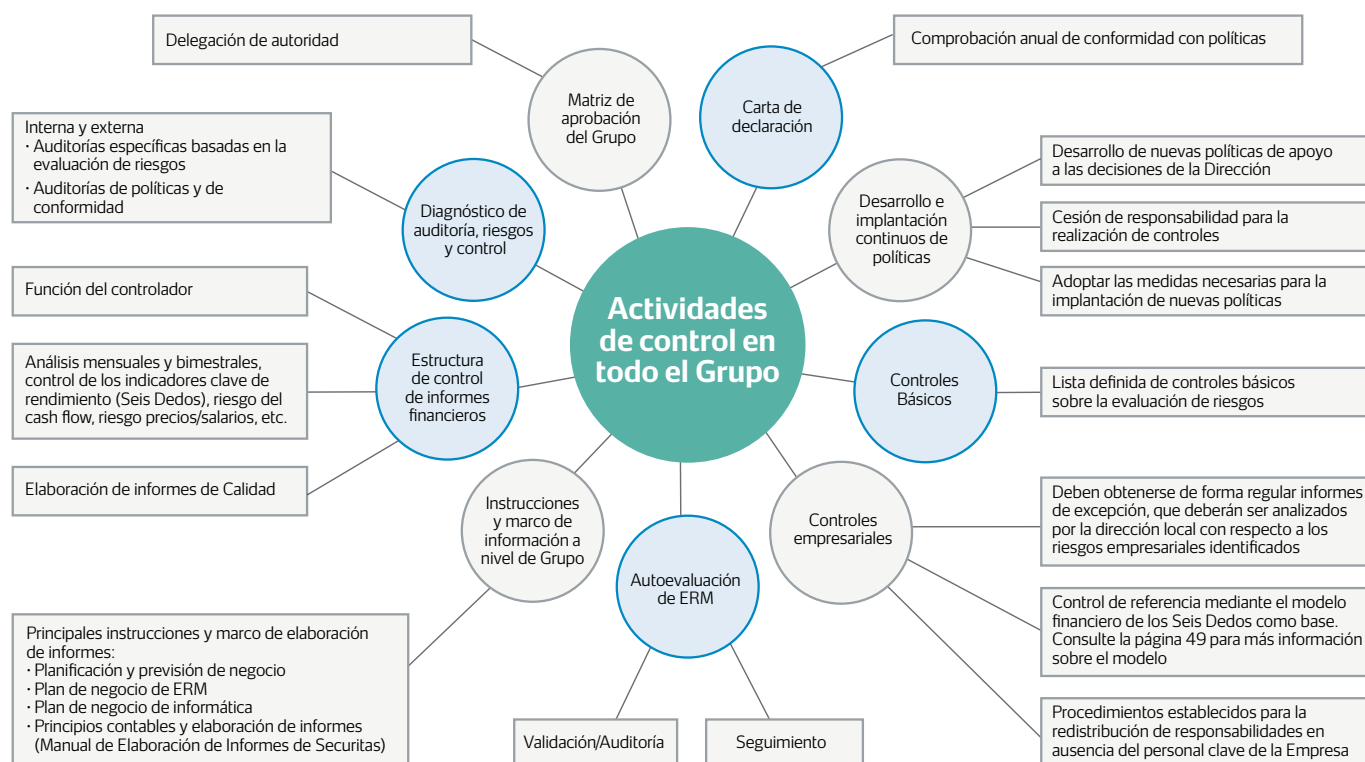 Delegación de autoridad
Matriz de
aprobación
del Grupo
Carta de
declaración
Comprobación anual de conformidad con políticas
Interna y externa
· Auditorías específicas basadas en la
evaluación de riesgos
· Auditorías de políticas y de
conformidad
Diagnóstico de
auditoría, riesgos
y control
Desarrollo e
implantación
continuos de
políticas
Desarrollo de nuevas políticas de apoyo
a las decisiones de la Dirección
Cesión de responsabilidad para la
realización de controles
Adoptar las medidas necesarias para la
implantación de nuevas políticas
Función del controlador
Análisis mensuales y bimestrales,
control de los indicadores clave de
rendimiento (Seis Dedos), riesgo del
cash flow, riesgo precios/salarios, etc.
Elaboración de informes de Calidad
Estructura
de control
de informes
financieros
Actividades
de control en
todo el Grupo
Controles
Básicos
Lista definida de controles básicos
sobre la evaluación de riesgos
Instrucciones
y marco de
información a
nivel de Grupo
Autoevaluación
de ERM
Controles
empresariales
Deben obtenerse de forma regular informes
de excepción, que deberán ser analizados
por la dirección local con respecto a los
riesgos empresariales identificados
Control de referencia mediante el modelo
financiero de los Seis Dedos como base.
Consulte la página 49 para más información
sobre el modelo
Procedimientos establecidos para la
redistribución de responsabilidades en
ausencia del personal clave de la Empresa
Principales instrucciones y marco de elaboración
de informes:
· Planificación y previsión de negocio
· Plan de negocio de ERM
· Plan de negocio de informática
· Principios contables y elaboración de informes
(Manual de Elaboración de Informes de Securitas)
Validación/Auditoría
Seguimiento